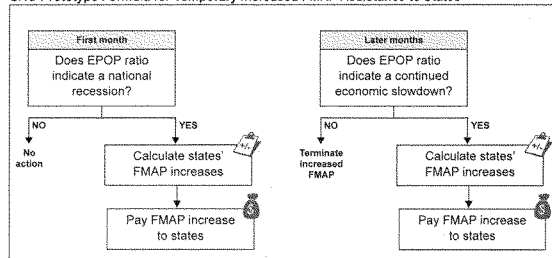 GAO Prototype Formula for Temporary Increased FMAP Assistance to States
First month
Does EPOP ratio
indicate a national
recession?
NO
YES
No
action
Calculate states'
FMAP increases
+/-
Pay FMAP increase
to states
$
Later months
Does EPOP ratio
indicate a continued
economic slowdown?
NO
YES
Terminate
increased
FMAP
Calculate states'
FMAP increases
+/-
Pay FMAP increase
to states
$